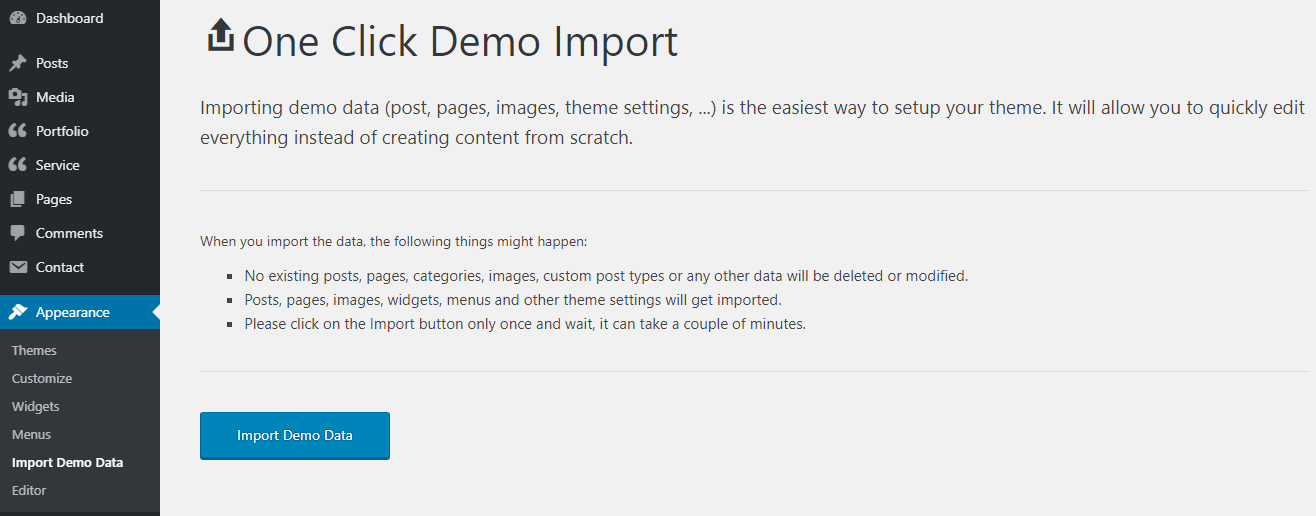 Dashboard
Posts
Media
Portfolio
Service
Pages
Comments
Contact
Appearance
Themes
Customize
Widgets
Menus
Import Demo Data
Editor
One Click Demo Import
Importing demo data (post, pages, images, theme settings, ...) is the easiest way to setup your theme. It will allow you to quickly edit
everything instead of creating content from scratch.
When you import the data, the following things might happen:
No existing posts, pages, categories, images, custom post types or any other data will be deleted or modified.
Posts, pages, images, widgets, menus and other theme settings will get imported.
Please click on the Import button only once and wait, it can take a couple of minutes.
Import Demo Data